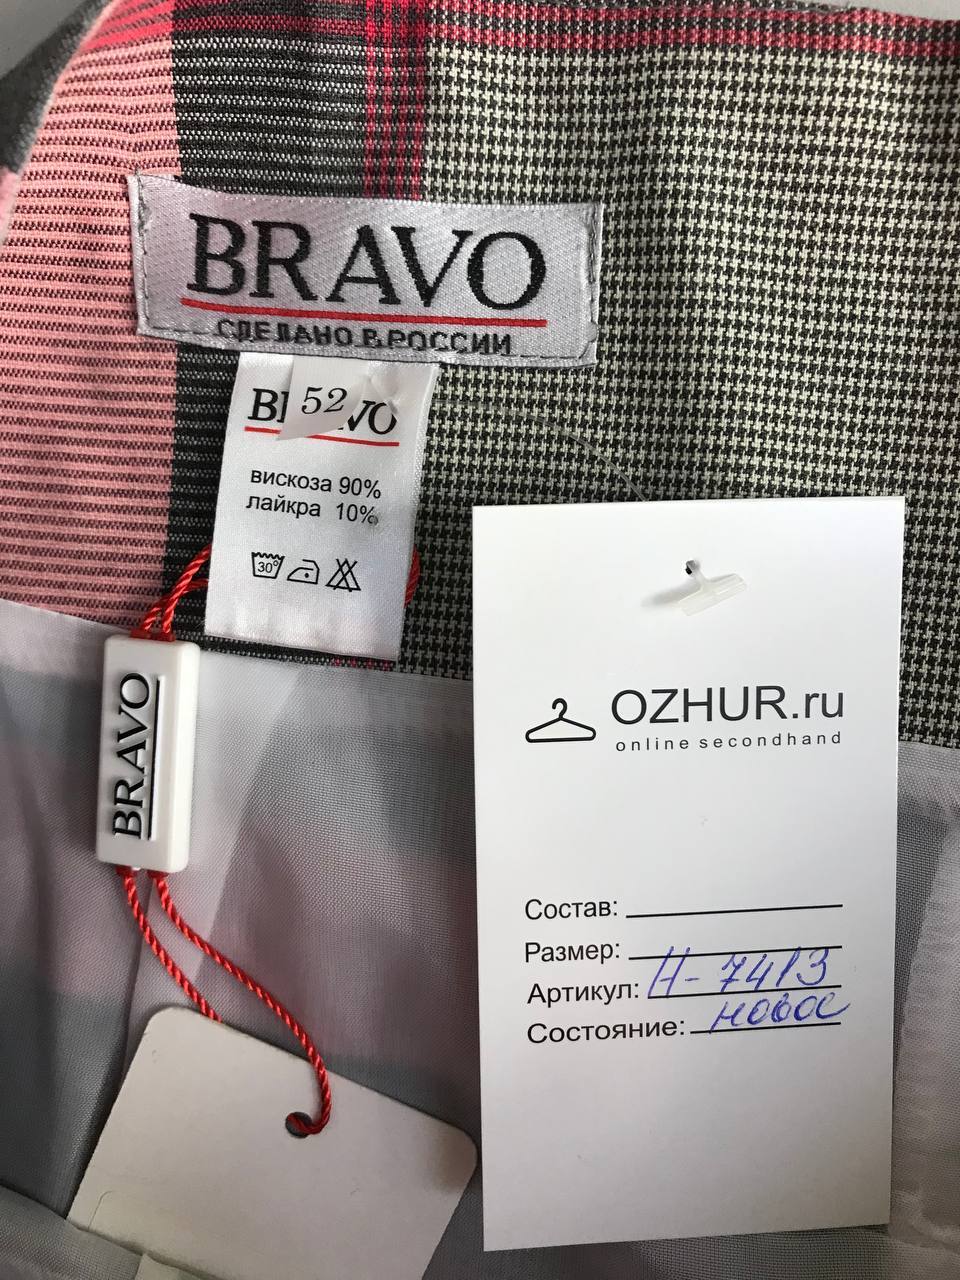 BRAVO
СДЕЛАНО В РОССИИ
52
вискоза 90%
лайкра 10%
30°
BRAVO
OZHUR.ru
online secondhand
Состав:
Размер:
Артикул: Н-7413
Состояние: новое